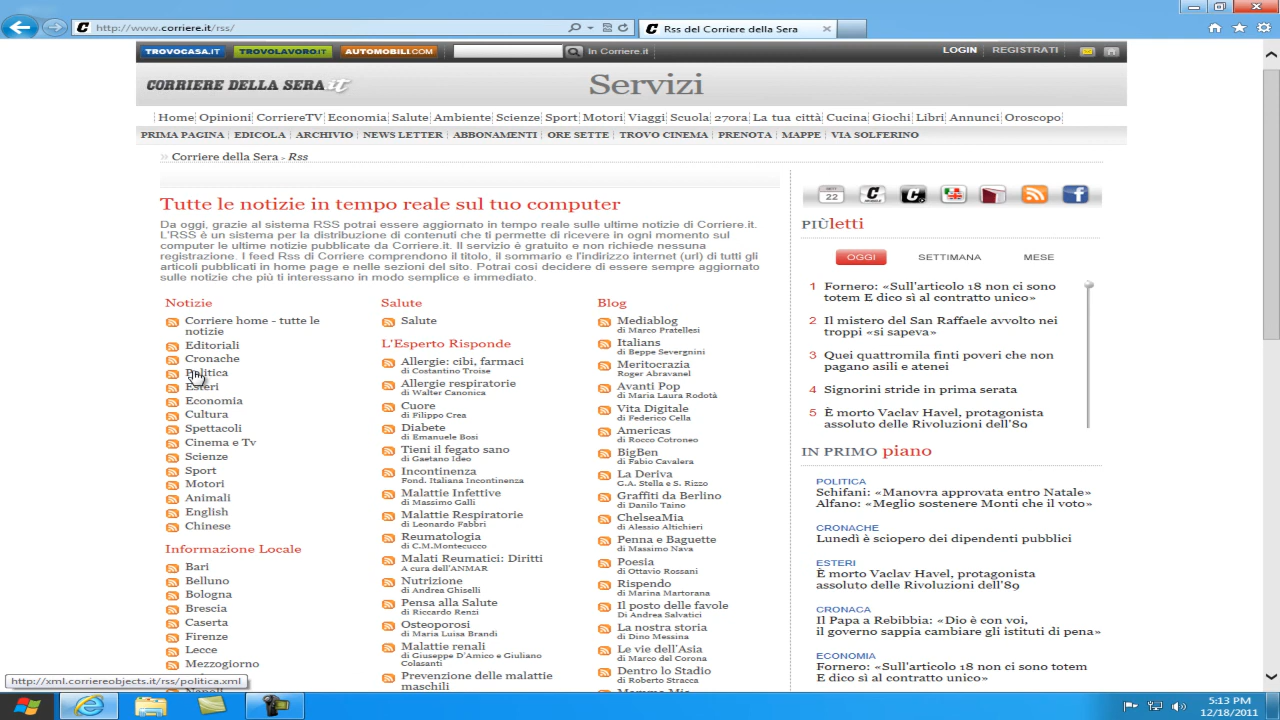 http://www.corriere.it/rss/
Rss del Corriere della Sera
TROVOCASA.IT TROVOLAVORO.IT AUTOMOBILI.COM In Corriere.it LOGIN REGISTRATI
CORRIERE DELLA SERA it
Servizi
Home Opinioni CorriereTV Economia Salute Ambiente Cinema Scienze Sport Motori Viaggi Scuola 27ora La tua città Cucina Giochi Libri Annunci Oroscopo
PRIMA PAGINA EDICOLA ARCHIVIO NEWS LETTER ABBONAMENTI ORE SETTE TROVO CINEMA PRENOTA MAPPE VIA SOLFERINO
Corriere della Sera > Rss
Tutte le notizie in tempo reale sul tuo computer
Da oggi, grazie al sistema RSS potrai essere aggiornato in tempo reale sulle ultime notizie di Corriere.it.
L'RSS è un sistema per la distribuzione di contenuti che ti permette di ricevere in ogni momento sul
computer le ultime notizie pubblicate da Corriere.it. Il servizio è gratuito e non richiede nessuna
registrazione. I feed Rss di Corriere comprendono il titolo, il sommario e l'indirizzo internet (url) di tutti gli
articoli pubblicati in home page e nelle sezioni del sito. Potrai così decidere di essere sempre aggiornato
sulle notizie che più ti interessano in modo semplice e immediato.
Notizie
Corriere home - tutte le
notizie
Editoriali
Cronache
Politica
Esteri
Economia
Cultura
Spettacoli
Cinema e Tv
Scienze
Sport
Motori
Animali
English
Chinese
Informazione Locale
Bari
Belluno
Bologna
Brescia
Caserta
Firenze
Lecce
Mezzogiorno
Napoli
Salute
Salute
L'Esperto Risponde
Allergie: cibi, farmaci
di Costantino Troise
Allergie respiratorie
di Walter Canonica
Cuore
di Filippo Crea
Diabete
di Emanuele Bosi
Tieni il fegato sano
di Gaetano Ideo
Incontinenza
Fond. Italiana Incontinenza
Malattie Infettive
di Massimo Galli
Malattie Respiratorie
di Leonardo Fabbri
Reumatologia
di C.M.Montecucco
Malati Reumatici: Diritti
A cura dell'ANMAR
Nutrizione
di Andrea Ghiselli
Pensa alla Salute
di Riccardo Renzi
Osteoporosi
di Maria Luisa Brandi
Malattie renali
di Giuseppe D'Amico e Giuliano
Colasanti
Prevenzione delle malattie
maschili
Blog
Mediablog
di Marco Pratellesi
Italians
di Beppe Severgnini
Meritocrazia
Roger Abravanel
Avanti Pop
di Maria Laura Rodotà
Vita Digitale
di Federico Cella
Americas
di Rocco Cotroneo
BigBen
di Fabio Cavalera
La Deriva
G.A. Stella e S. Rizzo
Graffiti da Berlino
di Danilo Taino
ChelseaMia
di Alessio Altichieri
Penna e Baguette
di Massimo Nava
Poesia
di Ottavio Rossani
Rispendo
di Marina Martorana
Il posto delle favole
Di Andrea Salvatici
La nostra storia
di Dino Messina
Le vie dell'Asia
di Marco del Corona
Dentro lo Stadio
di Roberto Stracca
Mamma Mia
SETT
22
PIÙletti
OGGI SETTIMANA MESE
1 Fornero: «Sull'articolo 18 non ci sono
totem E dico sì al contratto unico»
2 Il mistero del San Raffaele avvolto nei
troppi «si sapeva»
3 Quei quattromila finti poveri che non
pagano asili e atenei
4 Signorini stride in prima serata
5 È morto Vaclav Havel, protagonista
assoluto delle Rivoluzioni dell'89
IN PRIMO piano
POLITICA
Schifani: «Manovra approvata entro Natale»
Alfano: «Meglio sostenere Monti che il voto»
CRONACHE
Lunedì è sciopero dei dipendenti pubblici
ESTERI
È morto Vaclav Havel, protagonista
assoluto delle Rivoluzioni dell'89
CRONACA
Il Papa a Rebibbia: «Dio è con voi,
il governo sappia cambiare gli istituti di pena»
ECONOMIA
Fornero: «Sull'articolo 18 non ci sono totem
E dico sì al contratto unico»
http://xml.corriereobjects.it/rss/politica.xml
5:13 PM
12/18/2011